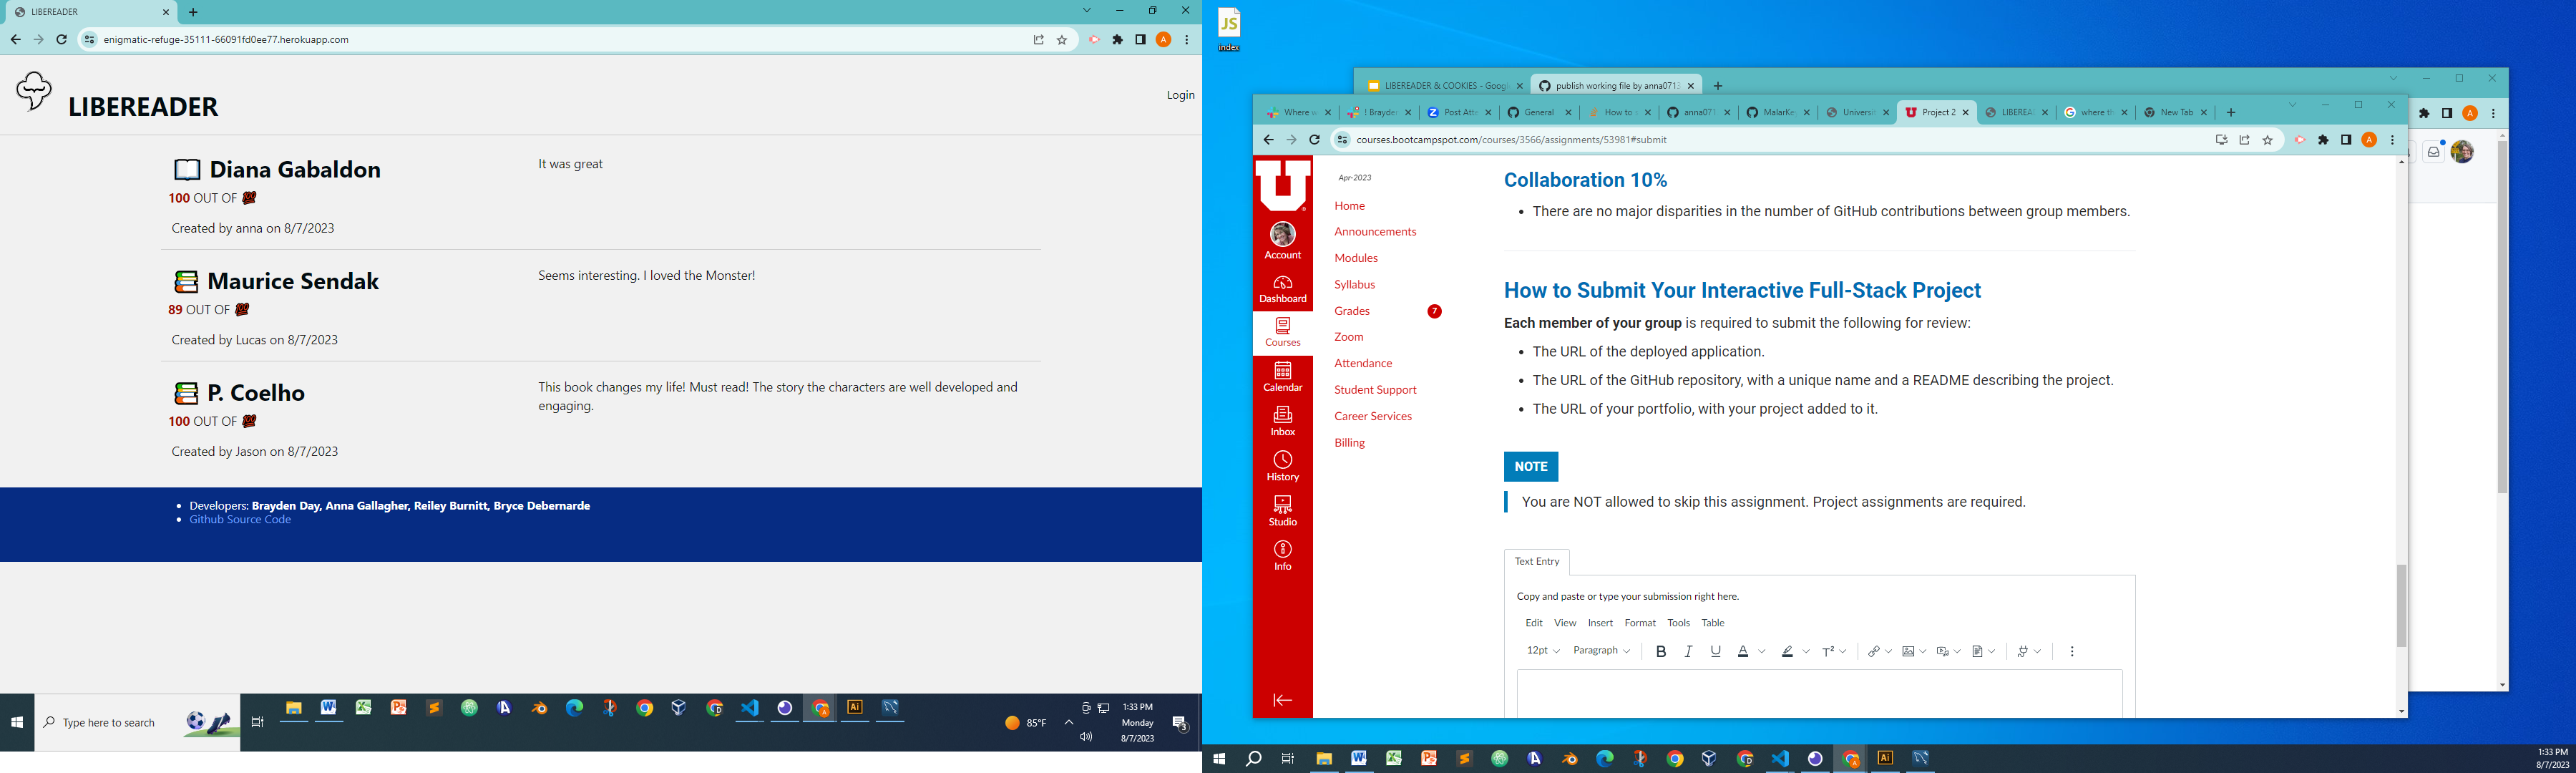 LIBEREADER
enigmatic-refuge-35111-66091fd0ee77.herokuapp.com
A
LIBEREADER
Login
Diana Gabaldon
It was great
100 OUT OF 💯
Created by anna on 8/7/2023
Maurice Sendak
Seems interesting. I loved the Monster!
89 OUT OF 💯
Created by Lucas on 8/7/2023
P. Coelho
This book changes my life! Must read! The story the characters are well developed and
engaging.
100 OUT OF 💯
Created by Jason on 8/7/2023
Developers: Brayden Day, Anna Gallagher, Reiley Burnitt, Bryce Debernarde
Github Source Code
Type here to search
85°F
1:33 PM
Monday
8/7/2023
3
JS
index
LIBEREADER & COOKIES - Googl
publish working file by anna0713
Where w
! Brayden
Post Atte
General
How to
anna071
MalarKe
Universit
Project 2
LIBEREA
where th
New Tab
courses.bootcampspot.com/courses/3566/assignments/53981#submit
A
U
Account
Dashboard
Courses
Calendar
Inbox
History
Studio
Info
Apr-2023
Home
Announcements
Modules
Syllabus
Grades 7
Zoom
Attendance
Student Support
Career Services
Billing
Collaboration 10%
There are no major disparities in the number of GitHub contributions between group members.
How to Submit Your Interactive Full-Stack Project
Each member of your group is required to submit the following for review:
The URL of the deployed application.
The URL of the GitHub repository, with a unique name and a README describing the project.
The URL of your portfolio, with your project added to it.
NOTE
You are NOT allowed to skip this assignment. Project assignments are required.
Text Entry
Copy and paste or type your submission right here.
Edit View Insert Format Tools Table
12pt Paragraph B I U A T²
1:33 PM
8/7/2023